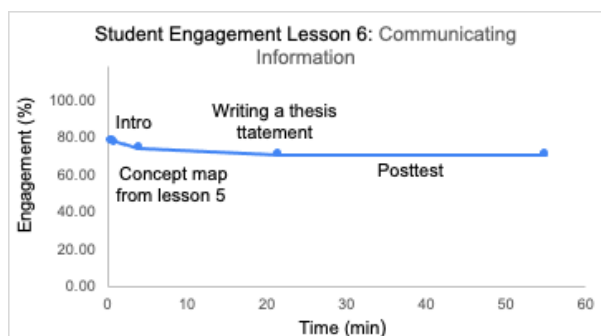 Student Engagement Lesson 6: Communicating
Information
Engagement (%)
100.00
80.00
60.00
40.00
20.00
0.00
Intro
Writing a thesis
ttatement
Concept map
from lesson 5
Posttest
0
10
20
30
40
50
60
Time (min)